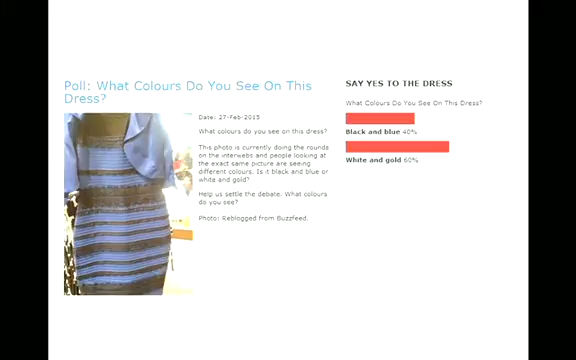 Poll: What Colours Do You See On This
Dress?
Date: 27-Feb-2015
What colours do you see on this dress?
This photo is currently doing the rounds
on the interwebs and people looking at
the exact same picture are seeing
different colours. Is it black and blue or
white and gold?
Help us settle the debate. What colours
do you see?
Photo: Reblogged from Buzzfeed.
SAY YES TO THE DRESS
What Colours Do You See On This Dress?
Black and blue 40%
White and gold 60%